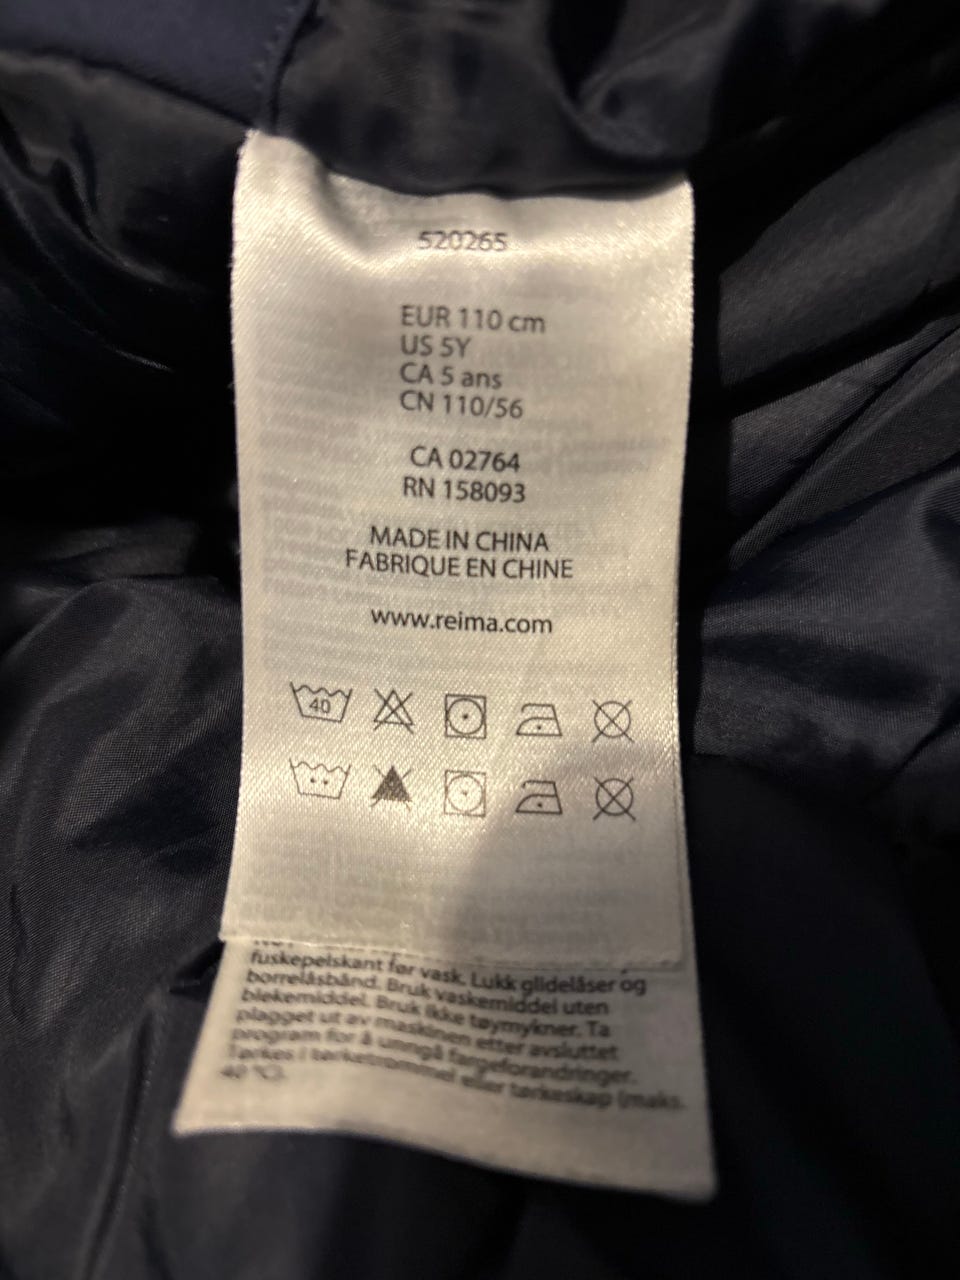 520265
EUR 110 cm
US 5Y
CA 5 ans
CN 110/56
CA 02764
RN 158093
MADE IN CHINA
FABRIQUE EN CHINE
www.reima.com
40
fuskepelskant før vask. Lukk glidelåser og
borrelåsbånd. Bruk vaskemiddel uten
blekemiddel. Bruk ikke tøymykner. Ta
plagget ut av maskinen etter avsluttet
program for å unngå fargeforandringer.
Tørkes i tørketrommel eller tørkeskap (maks.
40 °C).